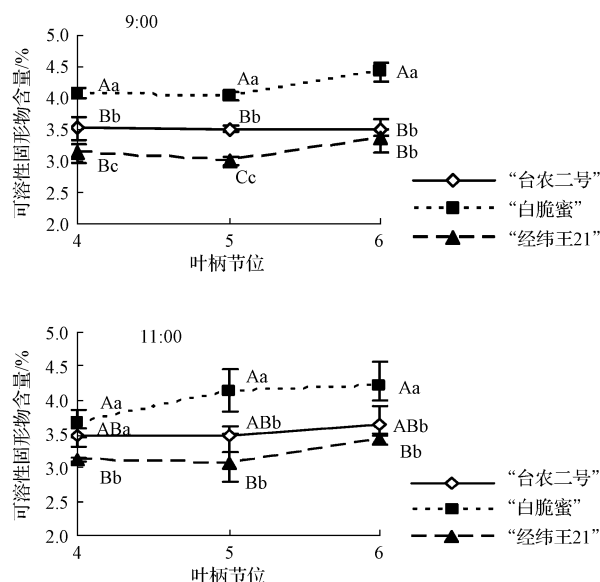 9:00
可溶性固形物含量/%
5.0
4.5
4.0
3.5
3.0
2.5
2.0
Aa
Aa
Aa
Bb
Bb
Bb
Bc
Cc
Bb
4 5 6
叶柄节位
“台农二号”
“白脆蜜”
“经纬王21”
11:00
可溶性固形物含量/%
5.0
4.5
4.0
3.5
3.0
2.5
2.0
Aa
Aa
Aa
ABa
ABb
ABb
Bb
Bb
Bb
4 5 6
叶柄节位
“台农二号”
“白脆蜜”
“经纬王21”